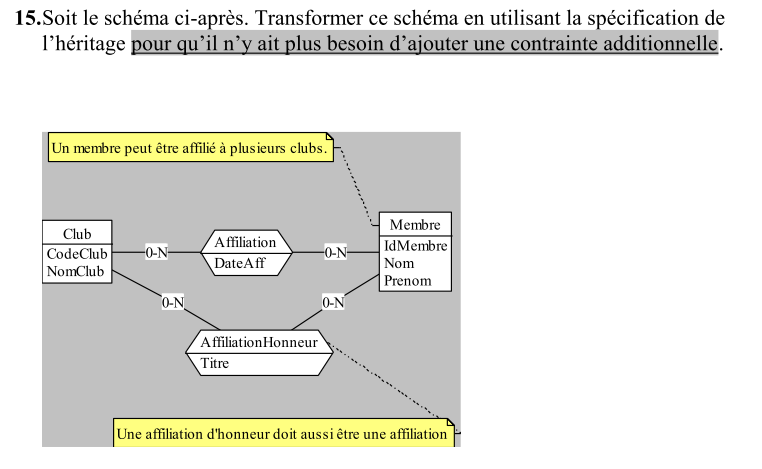 15.Soit le schéma ci-après. Transformer ce schéma en utilisant la spécification de
l'héritage pour qu'il n'y ait plus besoin d'ajouter une contrainte additionnelle.
Un membre peut être affilié à plusieurs clubs.
Club
CodeClub
NomClub
0-N
Affiliation
DateAff
0-N
Membre
IdMembre
Nom
Prenom
0-N
0-N
AffiliationHonneur
Titre
Une affiliation d'honneur doit aussi être une affiliation